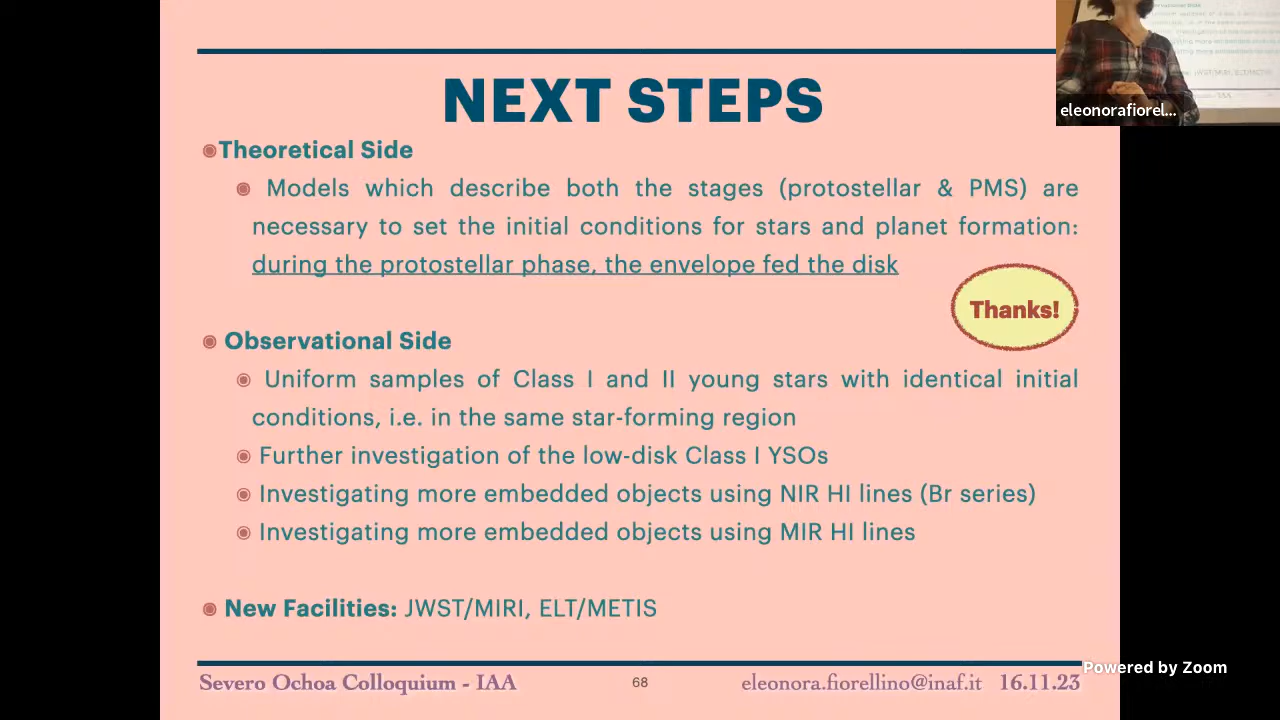 NEXT STEPS
◉Theoretical Side
◉ Models which describe both the stages (protostellar & PMS) are
necessary to set the initial conditions for stars and planet formation:
during the protostellar phase, the envelope fed the disk
Thanks!
◉ Observational Side
◉ Uniform samples of Class I and II young stars with identical initial
conditions, i.e. in the same star-forming region
◉ Further investigation of the low-disk Class I YSOs
◉ Investigating more embedded objects using NIR HI lines (Br series)
◉ Investigating more embedded objects using MIR HI lines
◉ New Facilities: JWST/MIRI, ELT/METIS
Severo Ochoa Colloquium - IAA
68
eleonora.fiorellino@inaf.it 16.11.23
eleonorafiorel...
Powered by Zoom